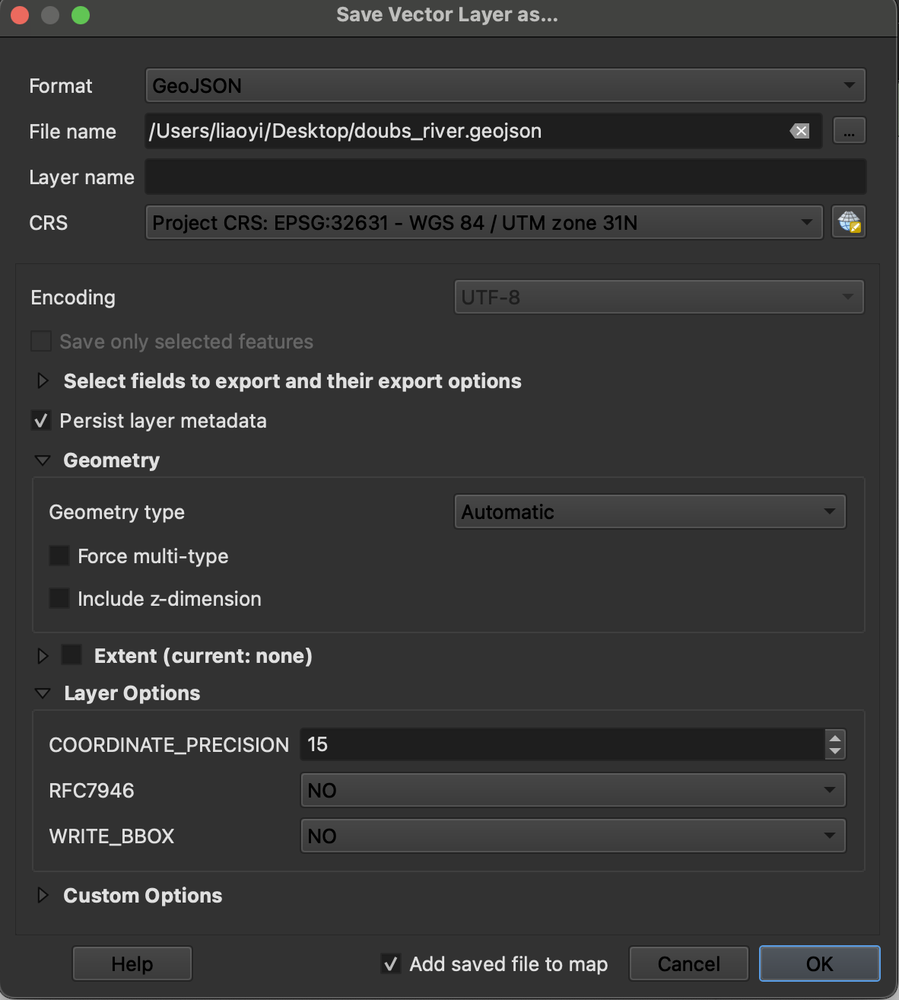 Save Vector Layer as...
Format GeoJSON
File name /Users/liaoyi/Desktop/doubs_river.geojson ...
Layer name
CRS Project CRS: EPSG:32631 - WGS 84 / UTM zone 31N
Encoding UTF-8
Save only selected features
Select fields to export and their export options
Persist layer metadata
Geometry
Geometry type Automatic
Force multi-type
Include z-dimension
Extent (current: none)
Layer Options
COORDINATE_PRECISION 15
RFC7946 NO
WRITE_BBOX NO
Custom Options
Help Add saved file to map Cancel OK